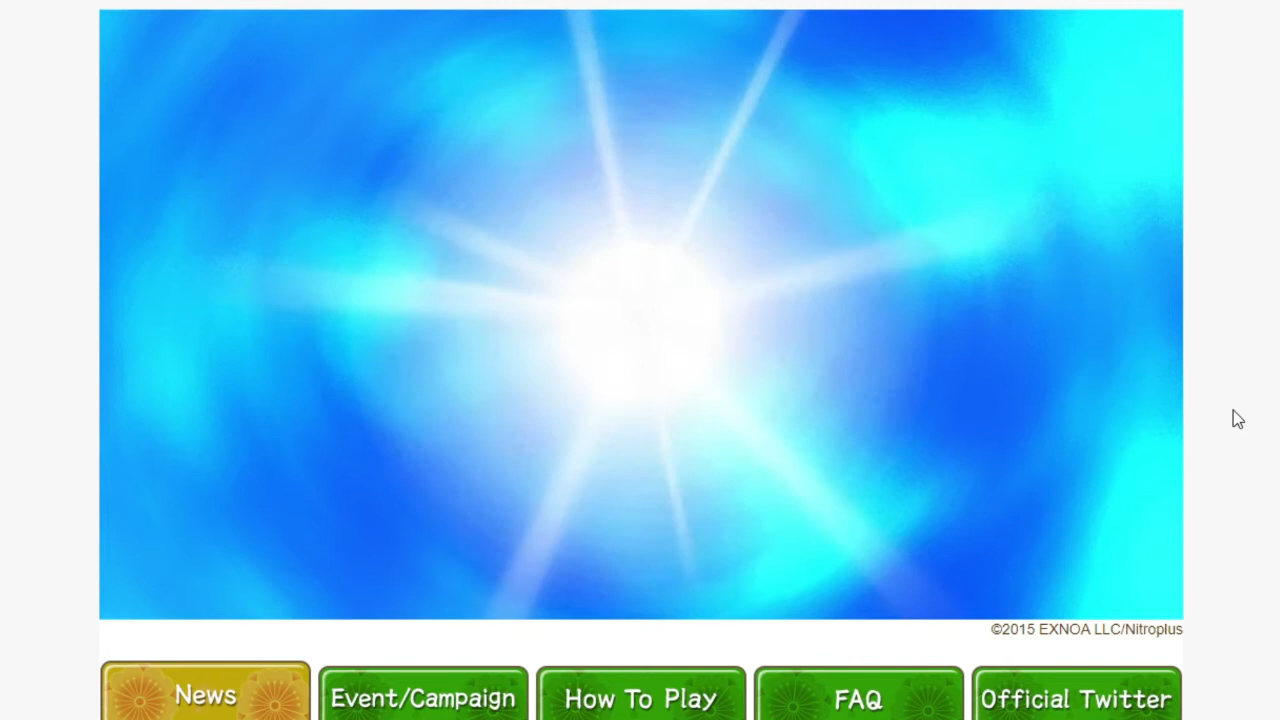 ©2015 EXNOA LLC/Nitroplus
News
Event/Campaign
How To Play
FAQ
Official Twitter